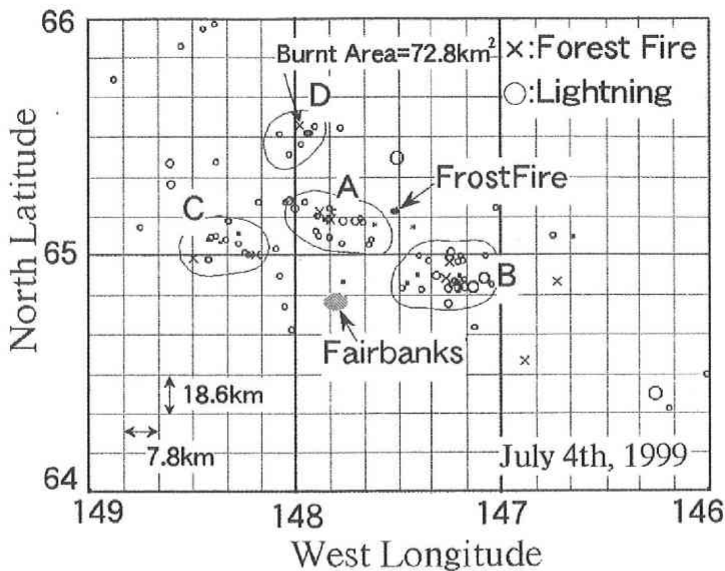 66
Burnt Area=72.8km²
×:Forest Fire
○:Lightning
D
A
FrostFire
C
65
B
Fairbanks
18.6km
7.8km
July 4th, 1999
64
149
148
147
146
North Latitude
West Longitude